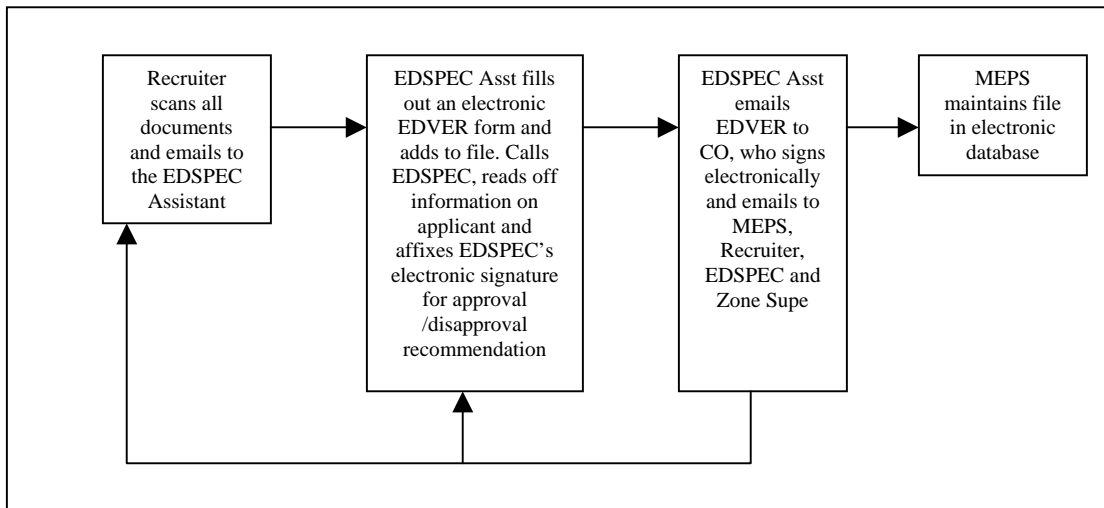 Recruiter
scans all
documents
and emails to
the EDSPEC
Assistant
EDSPEC Asst fills
out an electronic
EDVER form and
adds to file. Calls
EDSPEC, reads off
information on
applicant and
affixes EDSPEC’s
electronic signature
for approval
/disapproval
recommendation
EDSPEC Asst
emails
EDVER to
CO, who signs
electronically
and emails to
MEPS,
Recruiter,
EDSPEC and
Zone Supe
MEPS
maintains file
in electronic
database